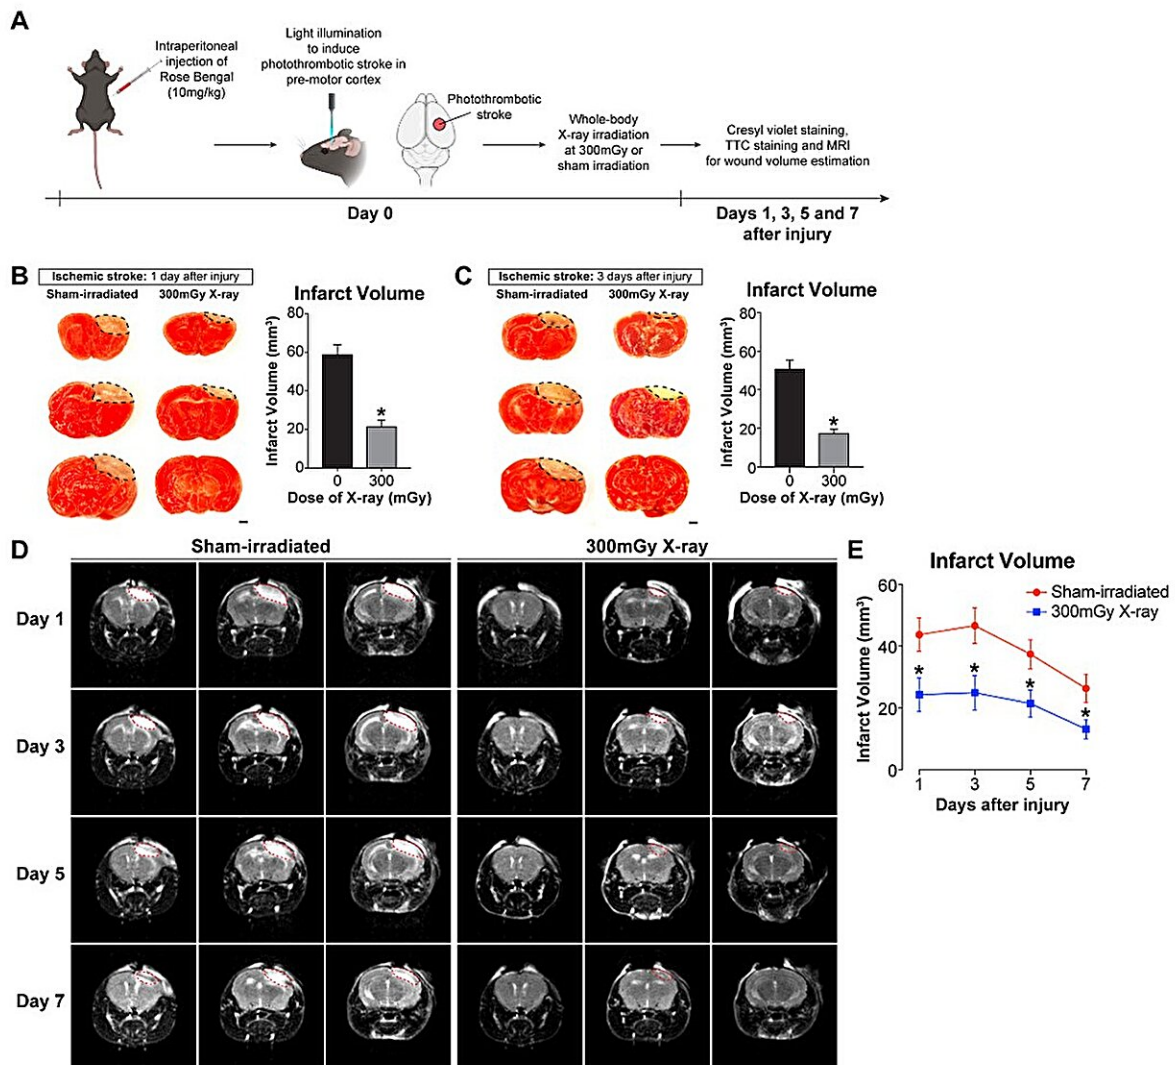 A
Intraperitoneal
injection of
Rose Bengal
(10mg/kg)
Light illumination
to induce
photothrombotic stroke in
pre-motor cortex
Photothrombotic
stroke
Whole-body
X-ray irradiation
at 300mGy or
sham irradiation
Cresyl violet staining,
TTC staining and MRI
for wound volume estimation
Day 0
Days 1, 3, 5 and 7
after injury
B
Ischemic stroke: 1 day after injury
Sham-irradiated
300mGy X-ray
Infarct Volume
Infarct Volume (mm³)
80
60
40
20
0
*
0
300
Dose of X-ray (mGy)
C
Ischemic stroke: 3 days after injury
Sham-irradiated
300mGy X-ray
Infarct Volume
Infarct Volume (mm³)
80
60
40
20
0
*
0
300
Dose of X-ray (mGy)
D
Sham-irradiated
300mGy X-ray
Day 1
Day 3
Day 5
Day 7
E
Infarct Volume
Infarct Volume (mm³)
60
40
20
0
Sham-irradiated
300mGy X-ray
*
*
*
*
1
3
5
7
Days after injury